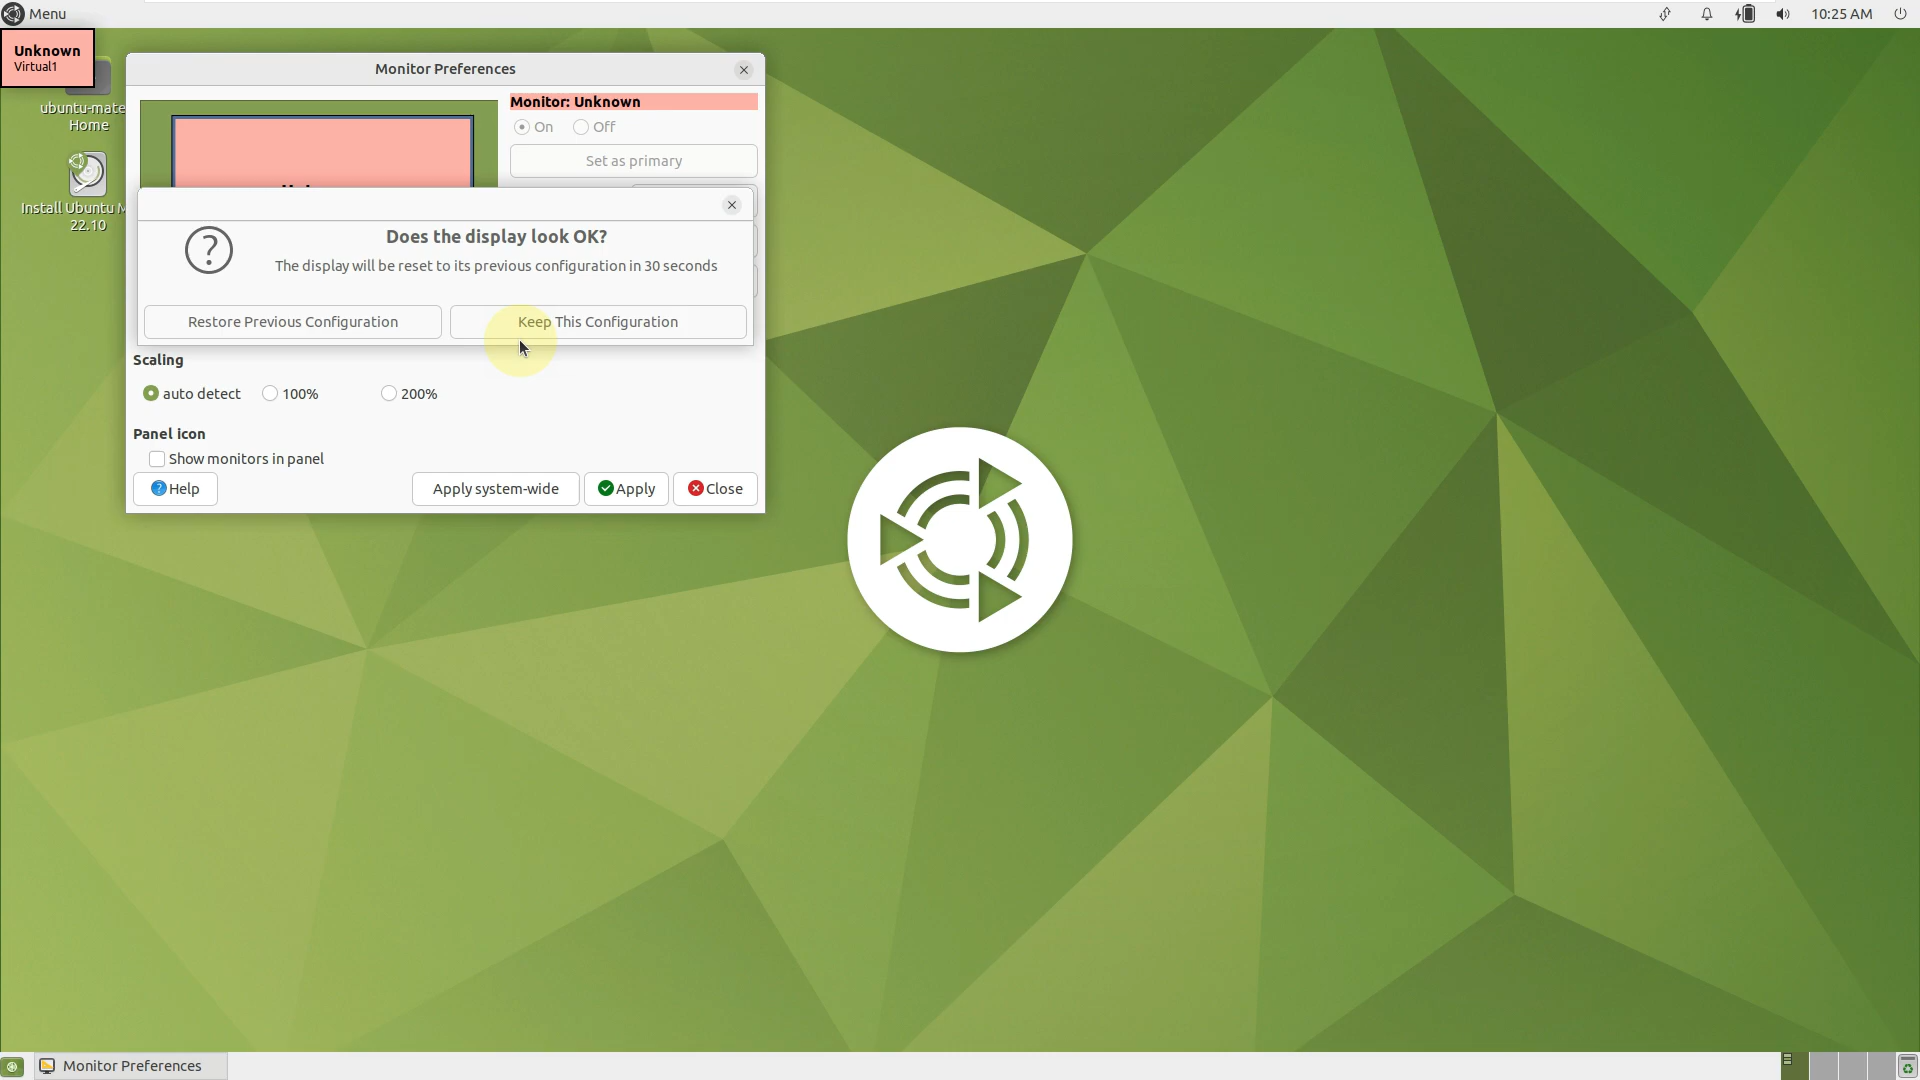 Menu
10:25 AM
Unknown
Virtual1
ubuntu-mate
Home
Install Ubuntu
22.10
Monitor Preferences
Monitor: Unknown
On
Off
Set as primary
Does the display look OK?
The display will be reset to its previous configuration in 30 seconds
Restore Previous Configuration
Keep This Configuration
Scaling
auto detect
100%
200%
Panel icon
Show monitors in panel
Help
Apply system-wide
Apply
Close
Monitor Preferences